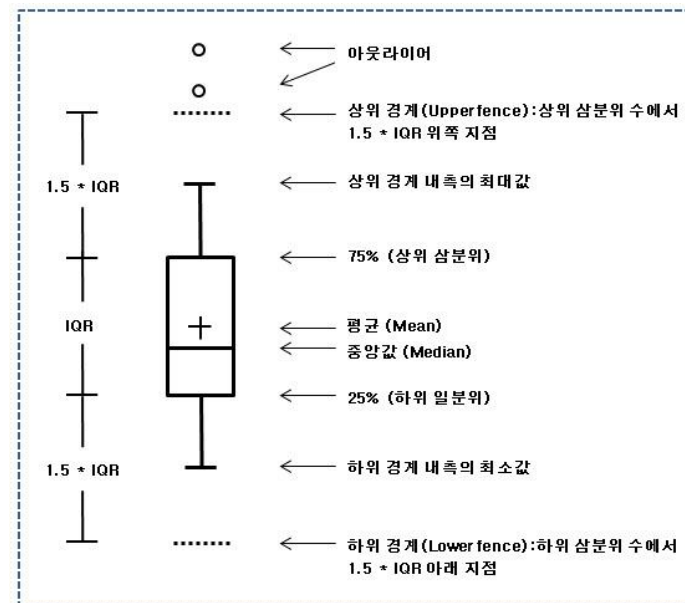 아웃라이어
상위 경계(Upperfence):상위 삼분위 수에서
1.5 * IQR 위쪽 지점
1.5 * IQR
상위 경계 내측의 최대값
75% (상위 삼분위)
IQR
평균 (Mean)
중앙값 (Median)
25% (하위 일분위)
1.5 * IQR
하위 경계 내측의 최소값
하위 경계(Lowerfence):하위 삼분위 수에서
1.5 * IQR 아래 지점